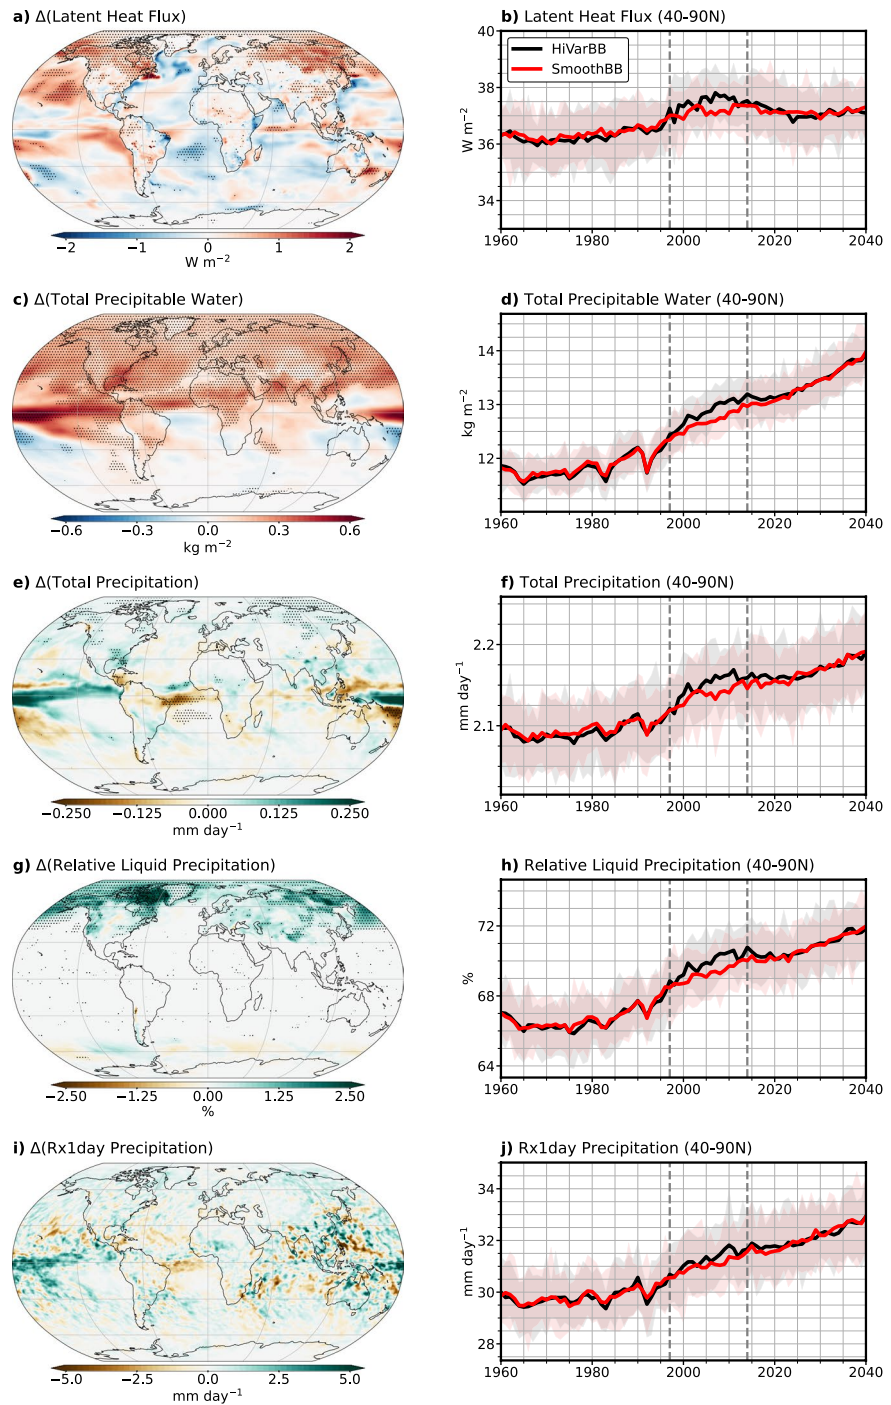 a) Δ(Latent Heat Flux)
−2 −1 0 1 2
W m⁻²
b) Latent Heat Flux (40-90N)
HiVarBB
SmoothBB
40
38
36
34
W m⁻²
1960 1980 2000 2020 2040
c) Δ(Total Precipitable Water)
−0.6 −0.3 0.0 0.3 0.6
kg m⁻²
d) Total Precipitable Water (40-90N)
14
13
12
kg m⁻²
1960 1980 2000 2020 2040
e) Δ(Total Precipitation)
−0.250 −0.125 0.000 0.125 0.250
mm day⁻¹
f) Total Precipitation (40-90N)
2.2
2.1
mm day⁻¹
1960 1980 2000 2020 2040
g) Δ(Relative Liquid Precipitation)
−2.50 −1.25 0.00 1.25 2.50
%
h) Relative Liquid Precipitation (40-90N)
72
68
64
%
1960 1980 2000 2020 2040
i) Δ(Rx1day Precipitation)
−5.0 −2.5 0.0 2.5 5.0
mm day⁻¹
j) Rx1day Precipitation (40-90N)
34
32
30
28
mm day⁻¹
1960 1980 2000 2020 2040